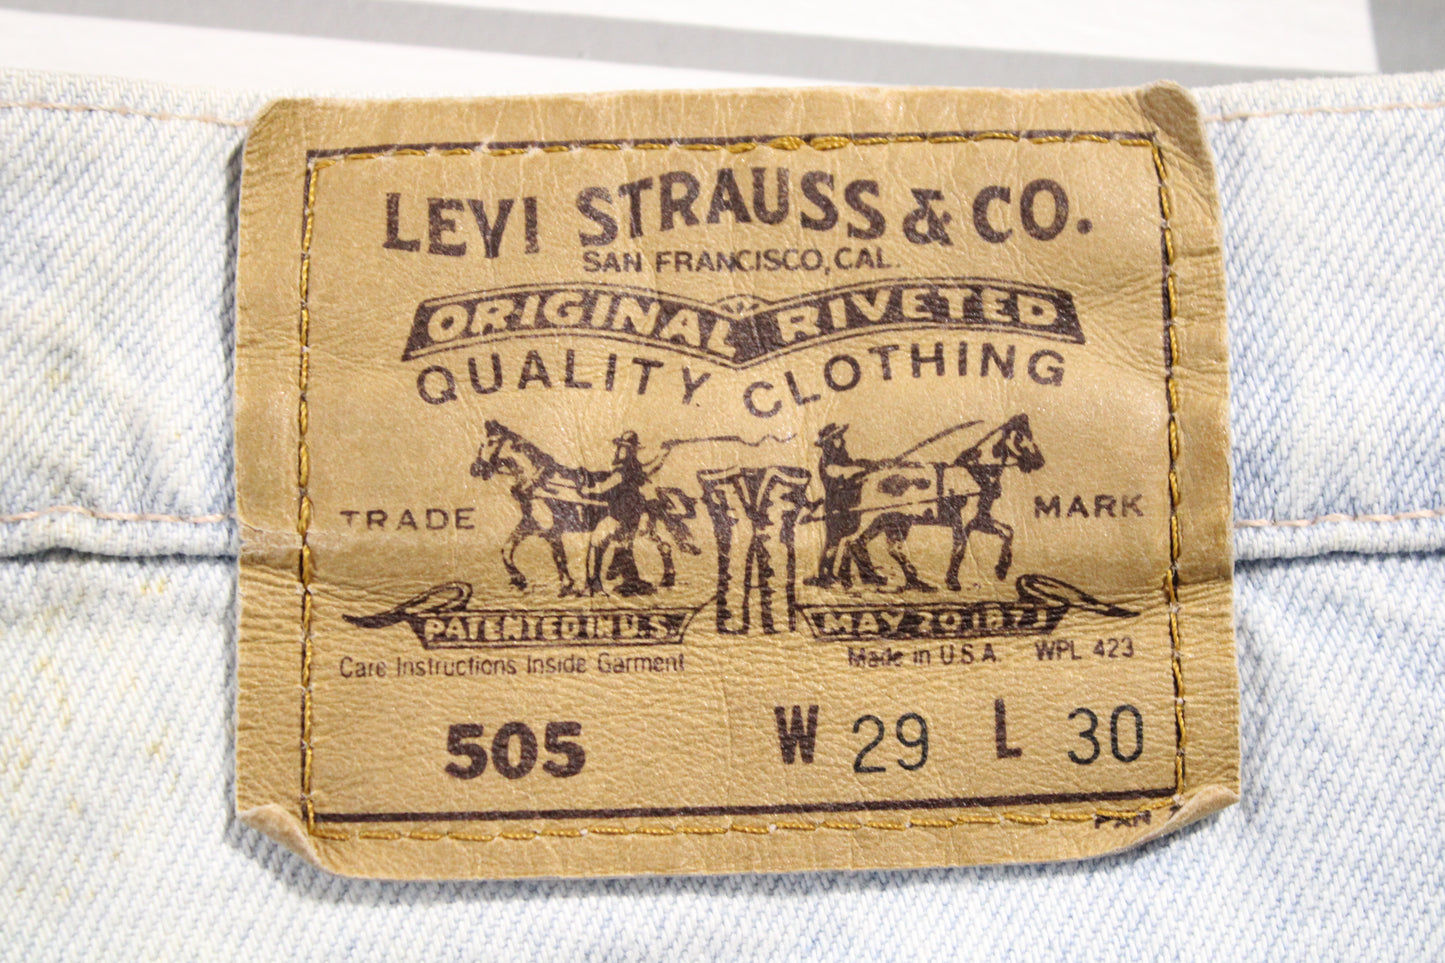 LEVI STRAUSS & CO.
SAN FRANCISCO, CAL.
ORIGINAL RIVETED
QUALITY CLOTHING
TRADE MARK
PATENTED IN U.S. MAY 20 1873
Care Instructions Inside Garment Made in U.S.A. WPL 423
505 W 29 L 30